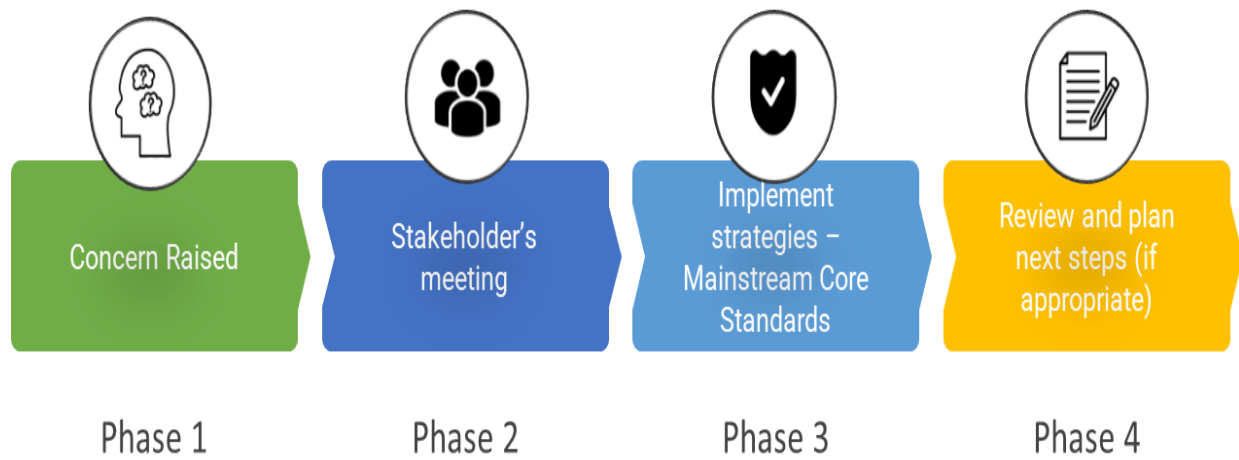 Concern Raised
Stakeholder’s
meeting
Implement
strategies –
Mainstream Core
Standards
Review and plan
next steps (if
appropriate)
Phase 1
Phase 2
Phase 3
Phase 4